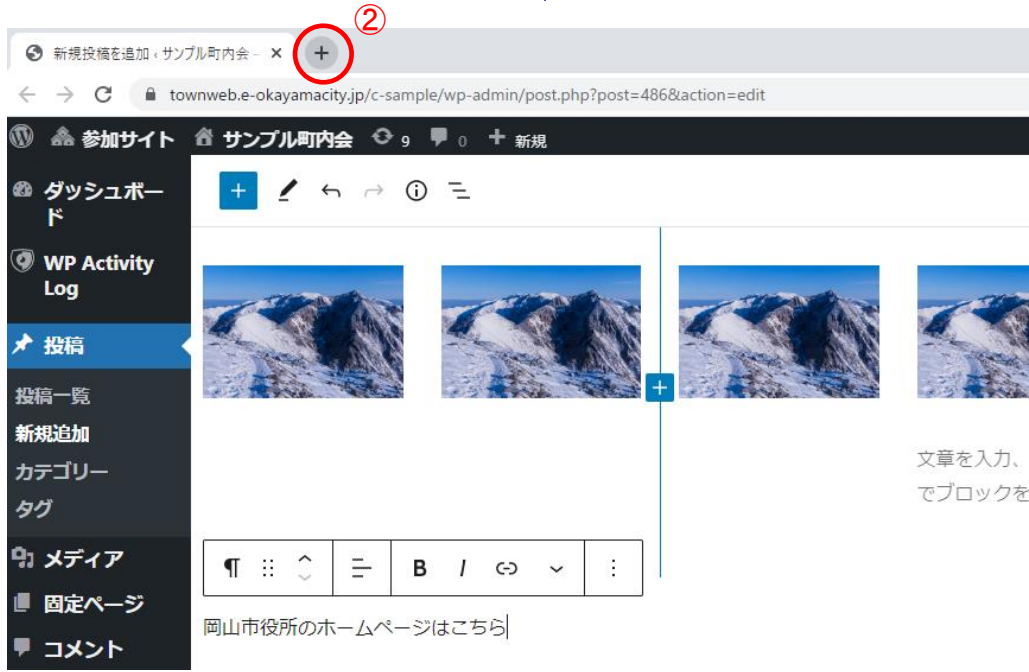 ②
新規投稿を追加 ‹ サンプル町内会 –
townweb.e-okayamacity.jp/c-sample/wp-admin/post.php?post=486&action=edit
参加サイト サンプル町内会 9 0 新規
ダッシュボー
ド
WP Activity
Log
投稿
投稿一覧
新規追加
カテゴリー
タグ
メディア
固定ページ
コメント
文章を入力、
でブロックを
B I
岡山市役所のホームページはこちら